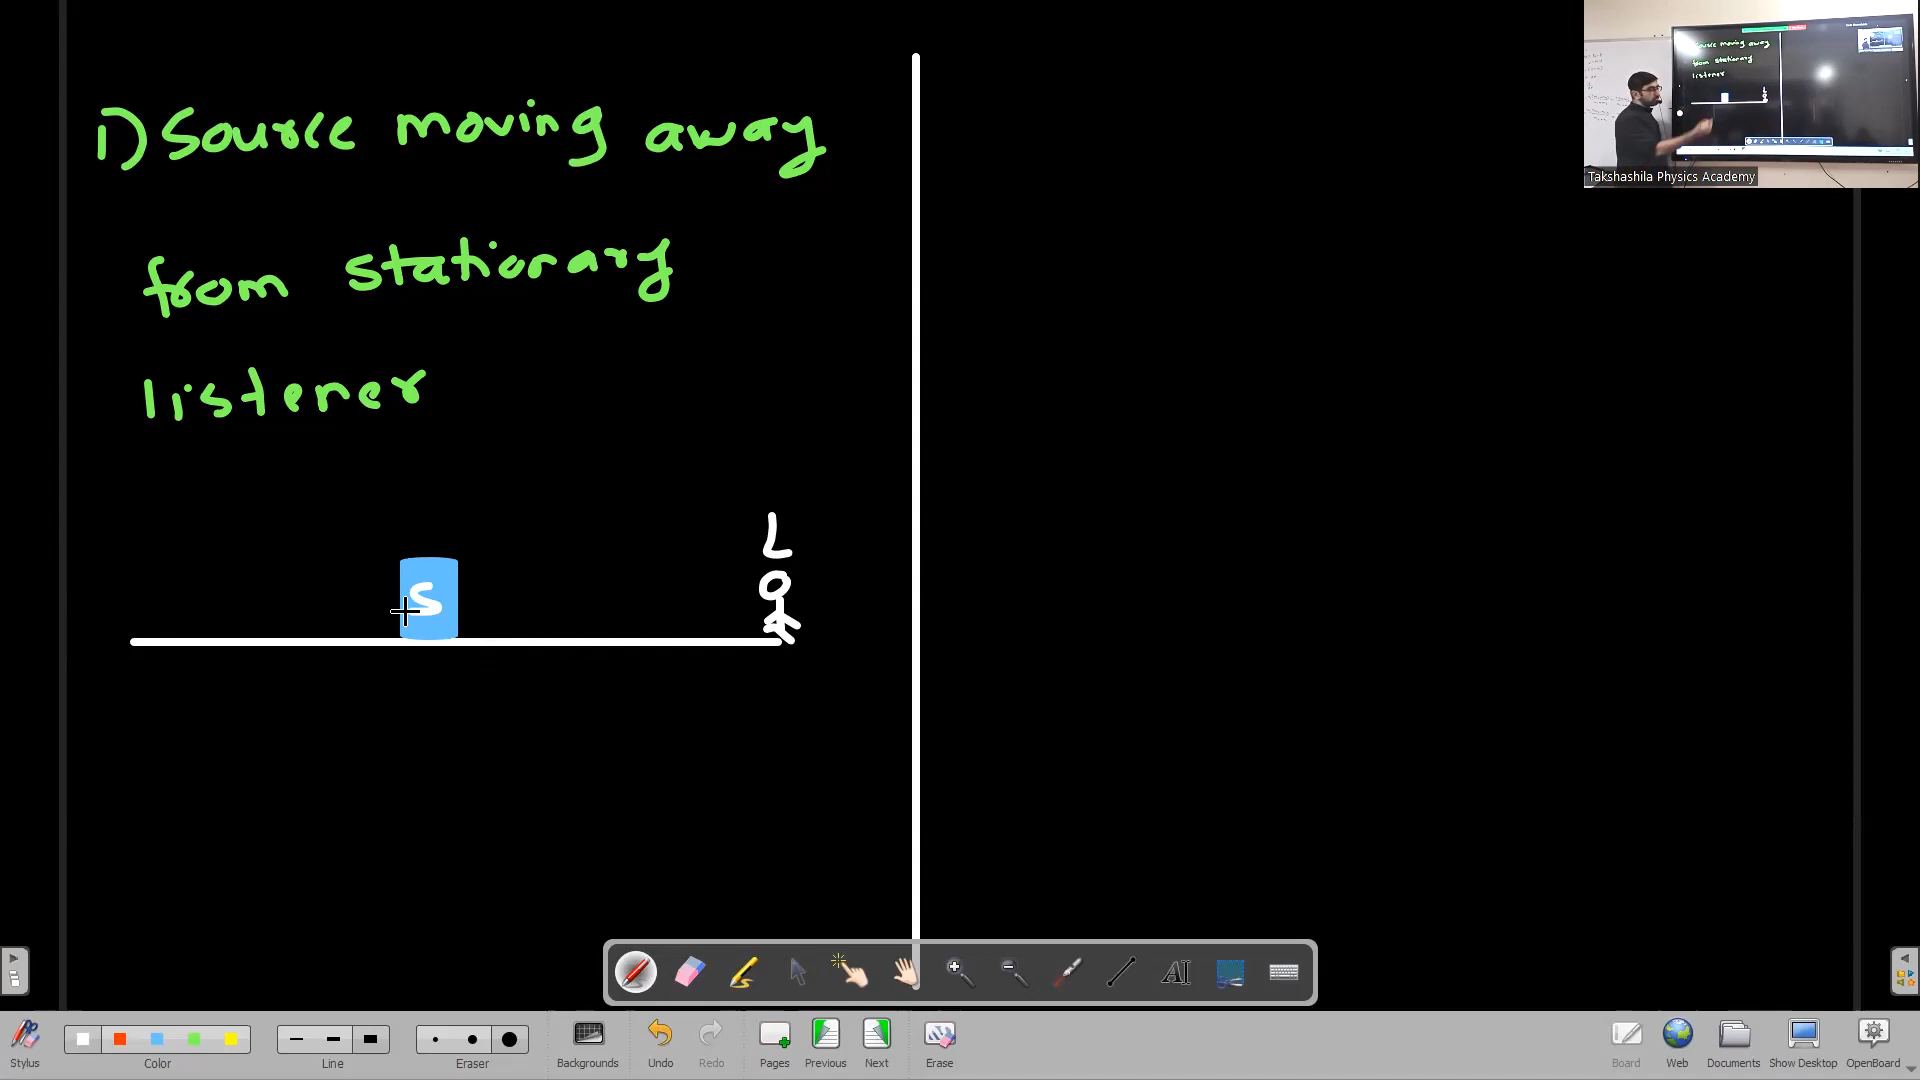 1) Source moving away
from stationary
listener
L
S
Takshashila Physics Academy
Stylus
Color
Line
Eraser
Backgrounds
Undo
Redo
Pages
Previous
Next
Erase
Board
Web
Documents
Show Desktop
OpenBoard